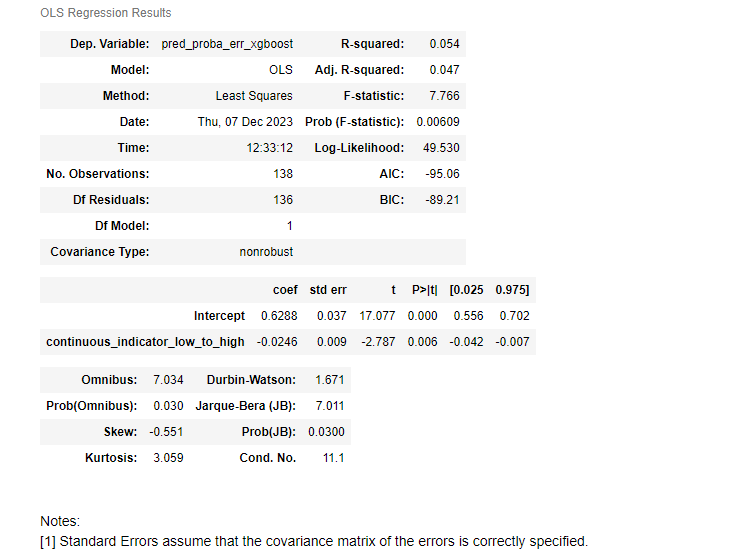 OLS Regression Results
Dep. Variable: pred_proba_err_xgboost R-squared: 0.054
Model: OLS Adj. R-squared: 0.047
Method: Least Squares F-statistic: 7.766
Date: Thu, 07 Dec 2023 Prob (F-statistic): 0.00609
Time: 12:33:12 Log-Likelihood: 49.530
No. Observations: 138 AIC: -95.06
Df Residuals: 136 BIC: -89.21
Df Model: 1
Covariance Type: nonrobust
coef std err t P>|t| [0.025 0.975]
Intercept 0.6288 0.037 17.077 0.000 0.556 0.702
continuous_indicator_low_to_high -0.0246 0.009 -2.787 0.006 -0.042 -0.007
Omnibus: 7.034 Durbin-Watson: 1.671
Prob(Omnibus): 0.030 Jarque-Bera (JB): 7.011
Skew: -0.551 Prob(JB): 0.0300
Kurtosis: 3.059 Cond. No. 11.1
Notes:
[1] Standard Errors assume that the covariance matrix of the errors is correctly specified.